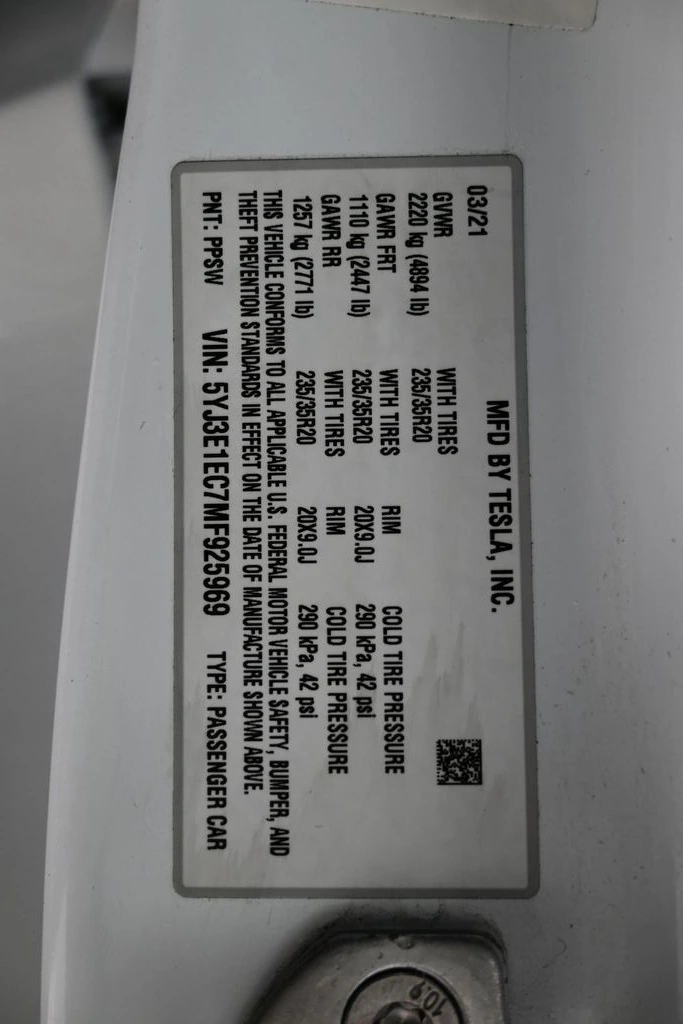 MFD BY TESLA, INC.
03/21
GVWR WITH TIRES
2220 kg (4894 lb) 235/35R20
GAWR FRT WITH TIRES RIM COLD TIRE PRESSURE
1110 kg (2447 lb) 235/35R20 20X9.0J 290 kPa, 42 psi
GAWR RR WITH TIRES RIM COLD TIRE PRESSURE
1257 kg (2771 lb) 235/35R20 20X9.0J 290 kPa, 42 psi
THIS VEHICLE CONFORMS TO ALL APPLICABLE U.S. FEDERAL MOTOR VEHICLE SAFETY, BUMPER, AND
THEFT PREVENTION STANDARDS IN EFFECT ON THE DATE OF MANUFACTURE SHOWN ABOVE.
PNT: PPSW VIN: 5YJ3E1EC7MF925969 TYPE: PASSENGER CAR
10.9